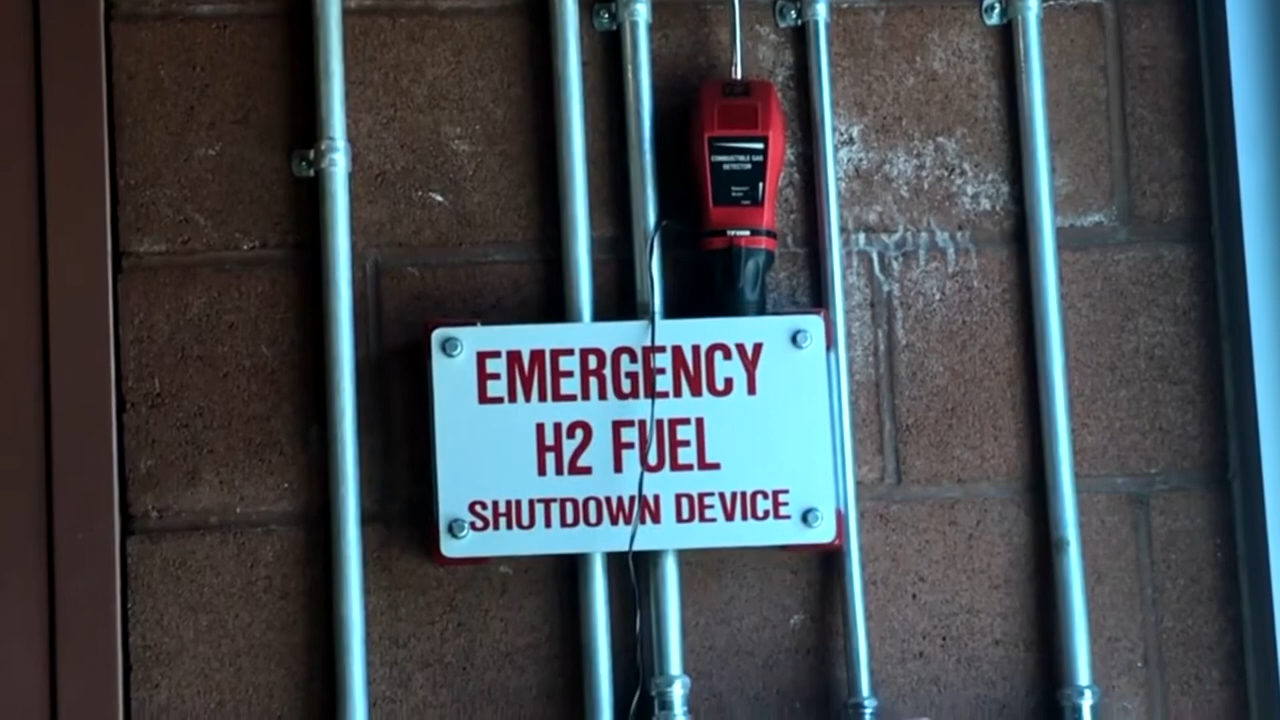 COMBUSTIBLE GAS
DETECTOR
EMERGENCY
H2 FUEL
SHUTDOWN DEVICE